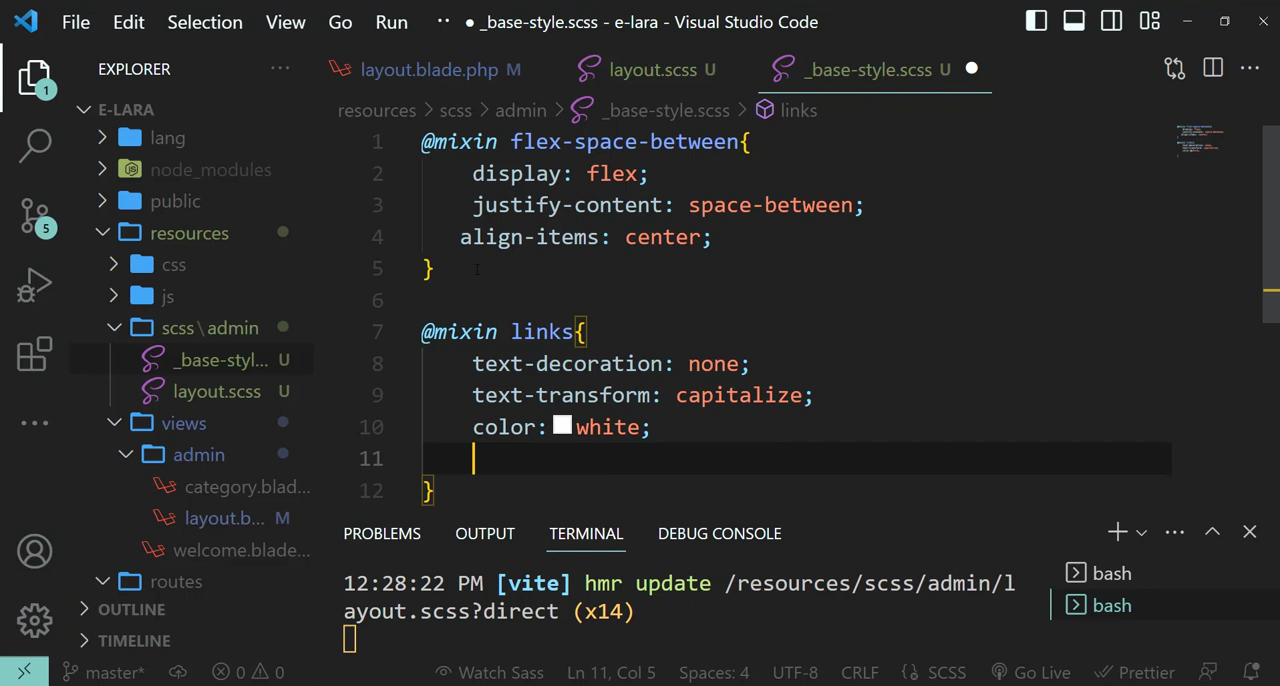 File Edit Selection View Go Run ·· ● _base-style.scss - e-lara - Visual Studio Code
EXPLORER ···
layout.blade.php M layout.scss U _base-style.scss U ●
resources > scss > admin > _base-style.scss > links
1
E-LARA
lang
node_modules
public
resources
css
js
scss\admin
_base-styl... U
layout.scss U
views
admin
category.blad...
layout.b... M
welcome.blade...
routes
OUTLINE
TIMELINE
5
1 @mixin flex-space-between{
2 display: flex;
3 justify-content: space-between;
4 align-items: center;
5 }
6
7 @mixin links{
8 text-decoration: none;
9 text-transform: capitalize;
10 color: white;
11
12 }
PROBLEMS OUTPUT TERMINAL DEBUG CONSOLE
12:28:22 PM [vite] hmr update /resources/scss/admin/l
ayout.scss?direct (x14)
bash
bash
master* 0 0 Watch Sass Ln 11, Col 5 Spaces: 4 UTF-8 CRLF {} SCSS Go Live Prettier